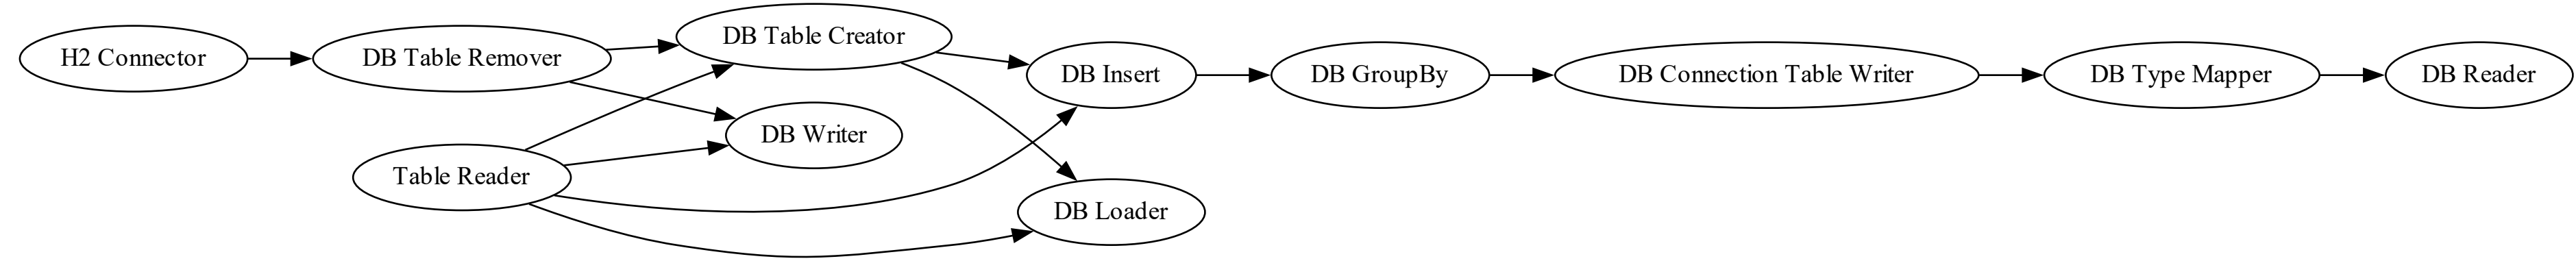 H2 Connector
DB Table Remover
Table Reader
DB Table Creator
DB Writer
DB Insert
DB Loader
DB GroupBy
DB Connection Table Writer
DB Type Mapper
DB Reader